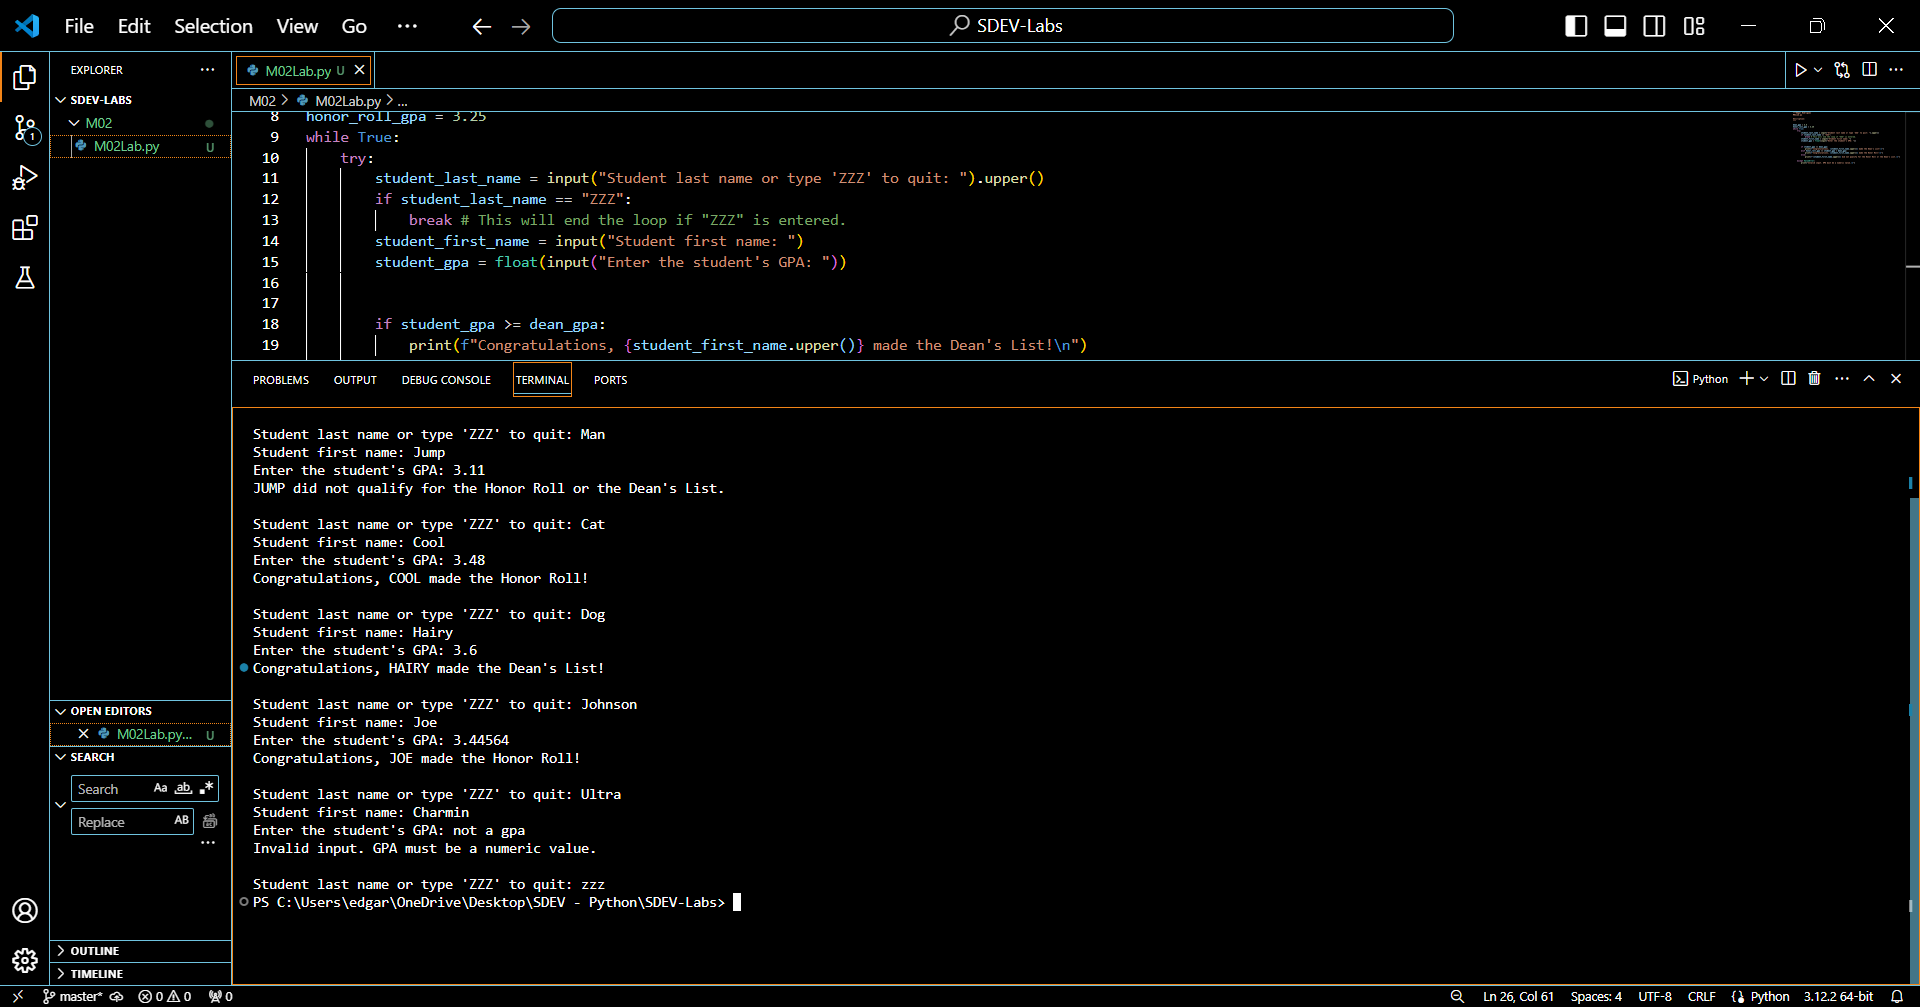 File Edit Selection View Go ···
SDEV-Labs
EXPLORER ···
SDEV-LABS
M02
M02Lab.py U
1
M02Lab.py U
M02 > M02Lab.py > ...
8 honor_roll_gpa = 3.25
9 while True:
10 try:
11 student_last_name = input("Student last name or type 'ZZZ' to quit: ").upper()
12 if student_last_name == "ZZZ":
13 break # This will end the loop if "ZZZ" is entered.
14 student_first_name = input("Student first name: ")
15 student_gpa = float(input("Enter the student's GPA: "))
16
17
18 if student_gpa >= dean_gpa:
19 print(f"Congratulations, {student_first_name.upper()} made the Dean's List!\n")
PROBLEMS OUTPUT DEBUG CONSOLE TERMINAL PORTS
Python
Student last name or type 'ZZZ' to quit: Man
Student first name: Jump
Enter the student's GPA: 3.11
JUMP did not qualify for the Honor Roll or the Dean's List.
Student last name or type 'ZZZ' to quit: Cat
Student first name: Cool
Enter the student's GPA: 3.48
Congratulations, COOL made the Honor Roll!
Student last name or type 'ZZZ' to quit: Dog
Student first name: Hairy
Enter the student's GPA: 3.6
Congratulations, HAIRY made the Dean's List!
Student last name or type 'ZZZ' to quit: Johnson
Student first name: Joe
Enter the student's GPA: 3.44564
Congratulations, JOE made the Honor Roll!
Student last name or type 'ZZZ' to quit: Ultra
Student first name: Charmin
Enter the student's GPA: not a gpa
Invalid input. GPA must be a numeric value.
Student last name or type 'ZZZ' to quit: zzz
PS C:\Users\edgar\OneDrive\Desktop\SDEV - Python\SDEV-Labs>
OPEN EDITORS
M02Lab.py... U
SEARCH
Search Aa ab .*
Replace AB
···
OUTLINE
TIMELINE
master* 0 0 0
Ln 26, Col 61 Spaces: 4 UTF-8 CRLF Python 3.12.2 64-bit